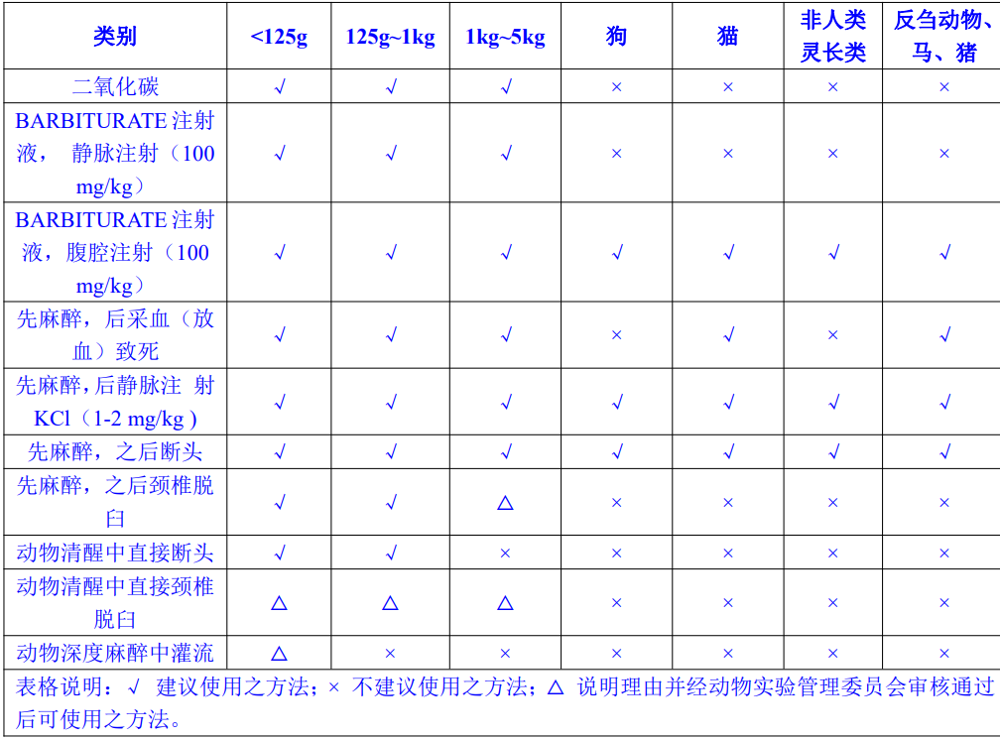 类别 <125g 125g~1kg 1kg~5kg 狗 猫 非人类 反刍动物、
灵长类 马、猪
二氧化碳 √ √ √ × × × ×
BARBITURATE 注射
液， 静脉注射（100 √ √ √ × × × ×
mg/kg）
BARBITURATE 注射
液，腹腔注射（100 √ √ √ √ √ √ √
mg/kg）
先麻醉，后采血（放
血）致死 √ √ √ × √ × √
先麻醉，后静脉注 射
KCl（1-2 mg/kg ) √ √ √ √ √ √ √
先麻醉，之后断头 √ √ √ √ √ √ √
先麻醉，之后颈椎脱
臼 √ √ △ × × × ×
动物清醒中直接断头 √ √ × × × × ×
动物清醒中直接颈椎
脱臼 △ △ △ × × × ×
动物深度麻醉中灌流 △ × × × × × ×
表格说明：√ 建议使用之方法；× 不建议使用之方法；△ 说明理由并经动物实验管理委员会审核通过
后可使用之方法。